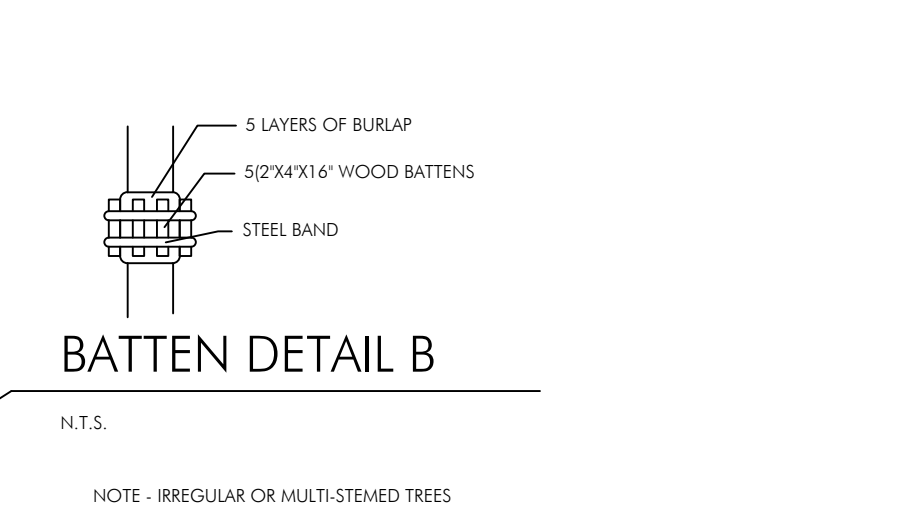 5 LAYERS OF BURLAP
5(2"X4"X16" WOOD BATTENS
STEEL BAND
BATTEN DETAIL B
N.T.S.
NOTE - IRREGULAR OR MULTI-STEMED TREES